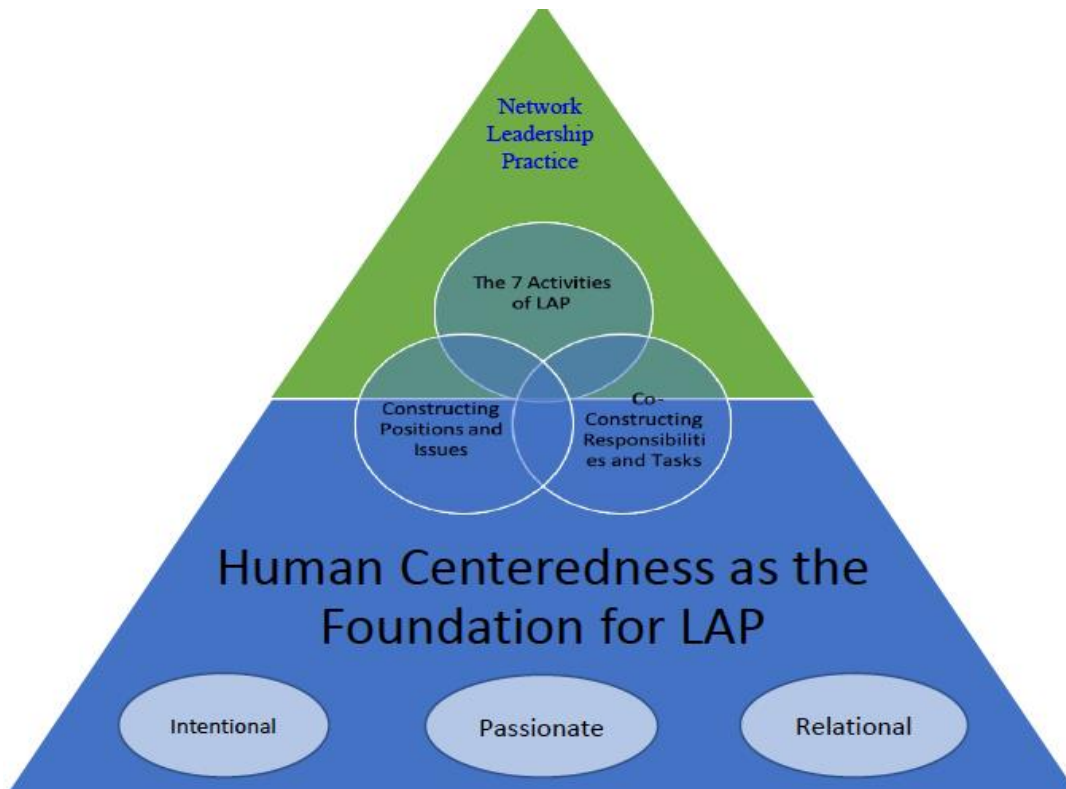 Network
Leadership
Practice
The 7 Activities
of LAP
Constructing
Positions and
Issues
Co-
Constructing
Responsibiliti
es and Tasks
Human Centeredness as the
Foundation for LAP
Intentional
Passionate
Relational